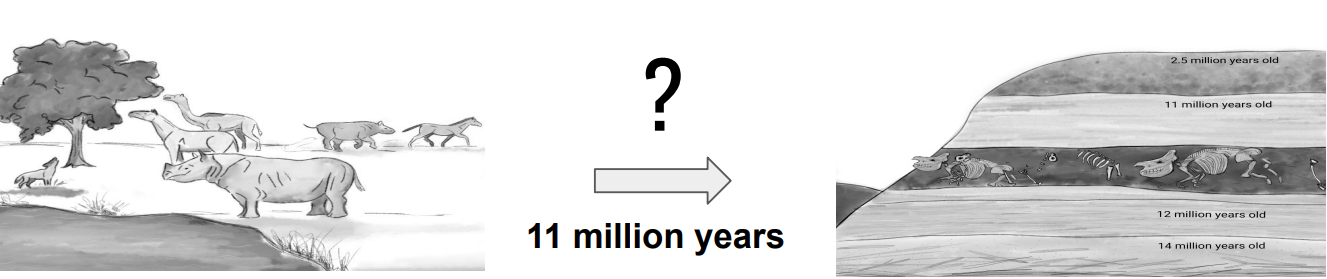 ?
11 million years
2.5 million years old
11 million years old
12 million years old
14 million years old